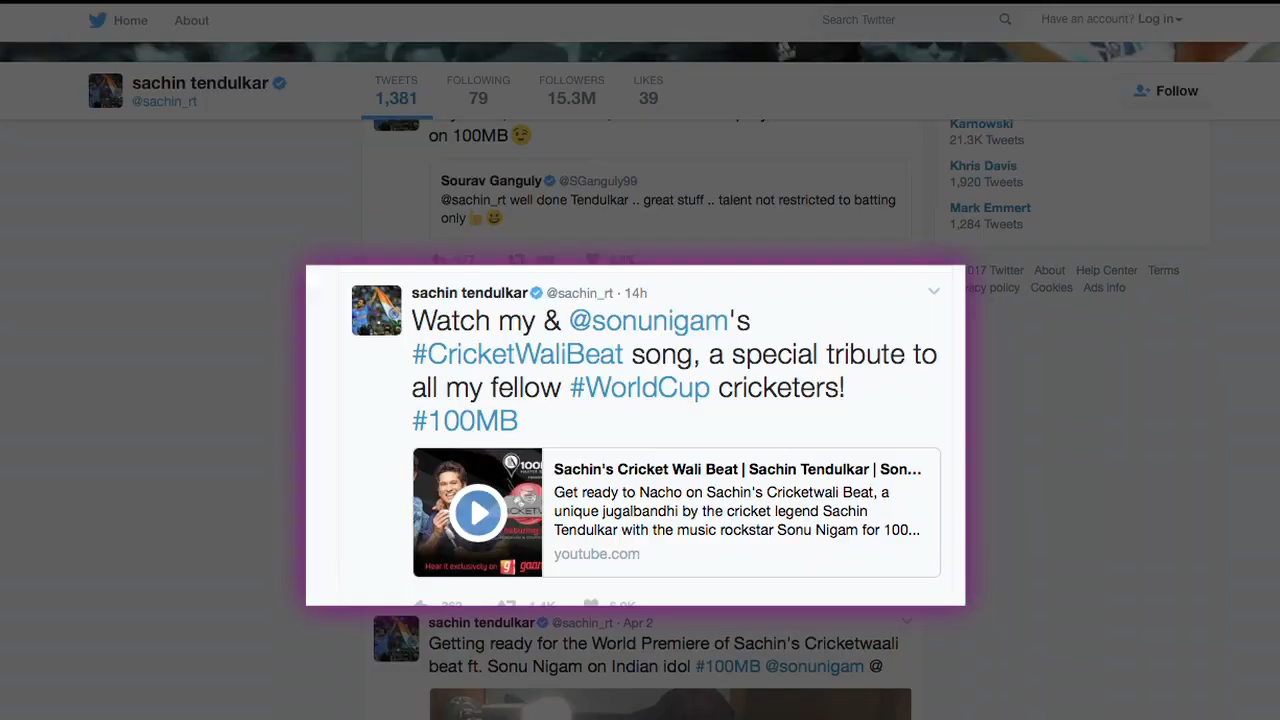 Home About Search Twitter Have an account? Log in
sachin tendulkar
@sachin_rt
TWEETS FOLLOWING FOLLOWERS LIKES
1,381 79 15.3M 39
Follow
on 100MB😉
Sourav Ganguly @SGanguly99
@sachin_rt well done Tendulkar .. great stuff .. talent not restricted to batting
only👍😀
Karnowski
21.3K Tweets
Khris Davis
1,920 Tweets
Mark Emmert
1,284 Tweets
017 Twitter About Help Center Terms
Cookies Ads info
sachin tendulkar @sachin_rt · 14h
Watch my & @sonunigam's
#CricketWaliBeat song, a special tribute to
all my fellow #WorldCup cricketers!
#100MB
Sachin's Cricket Wali Beat | Sachin Tendulkar | Son...
Get ready to Nacho on Sachin's Cricketwali Beat, a
unique jugalbandhi by the cricket legend Sachin
Tendulkar with the music rockstar Sonu Nigam for 100...
youtube.com
Hear it exclusively on
sachin tendulkar @sachin_rt · Apr 2
Getting ready for the World Premiere of Sachin's Cricketwaali
beat ft. Sonu Nigam on Indian idol #100MB @sonunigam @